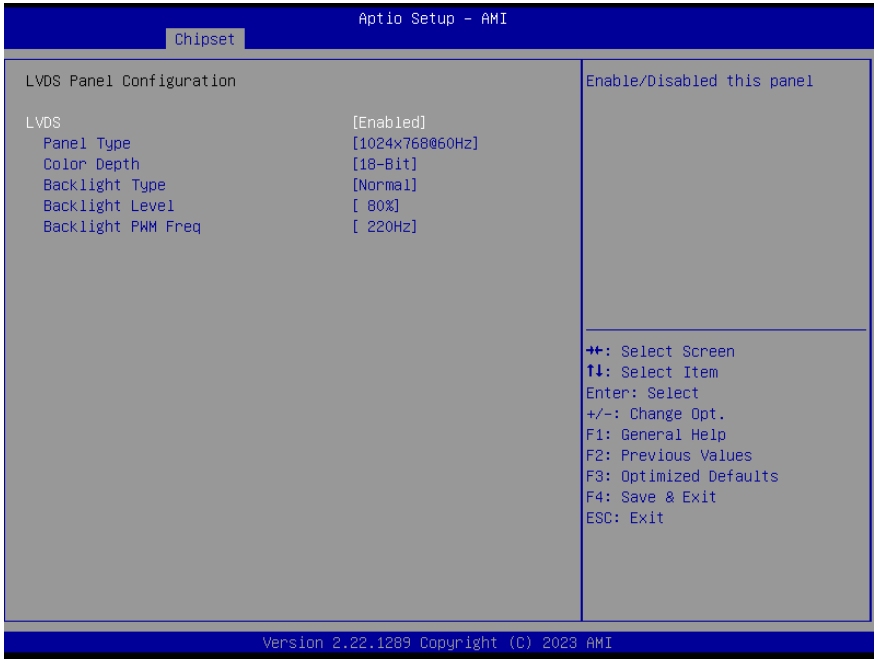 Aptio Setup – AMI
Chipset
LVDS Panel Configuration
LVDS [Enabled]
Panel Type [1024x768@60Hz]
Color Depth [18-Bit]
Backlight Type [Normal]
Backlight Level [ 80%]
Backlight PWM Freq [ 220Hz]
Enable/Disabled this panel
→←: Select Screen
↑↓: Select Item
Enter: Select
+/-: Change Opt.
F1: General Help
F2: Previous Values
F3: Optimized Defaults
F4: Save & Exit
ESC: Exit
Version 2.22.1289 Copyright (C) 2023 AMI